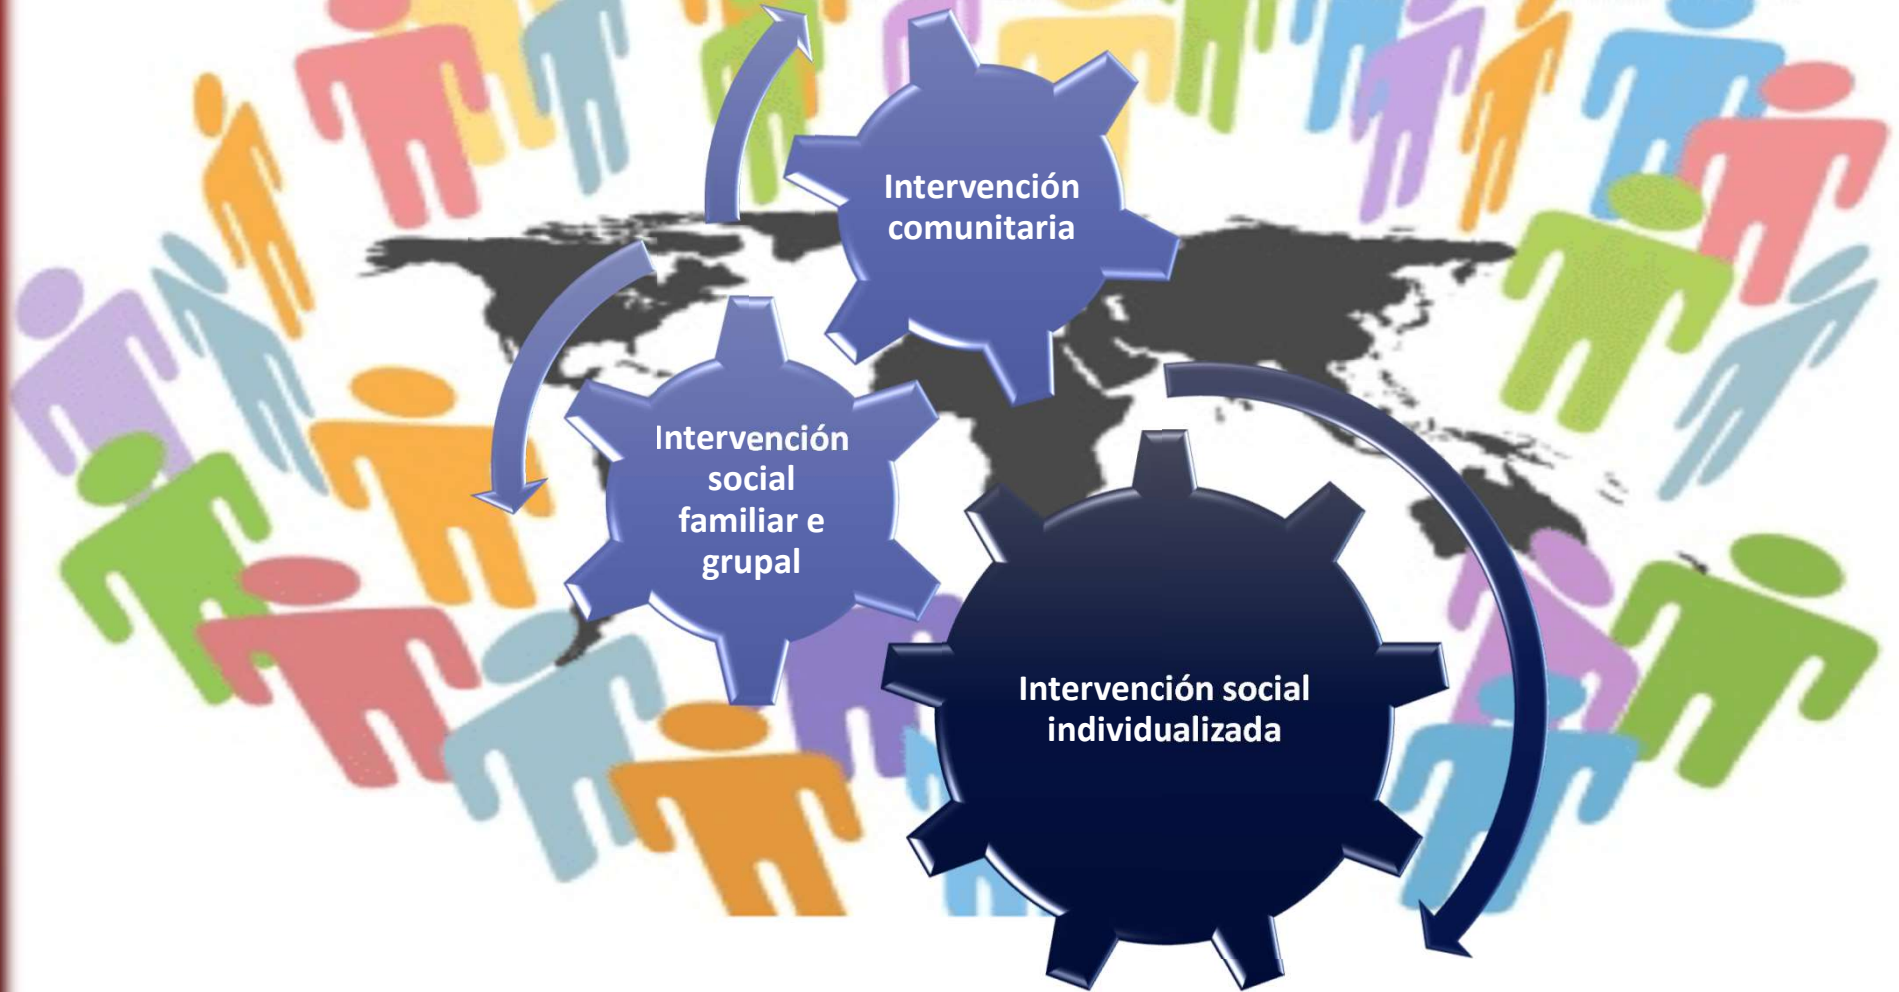 Intervención
comunitaria
Intervención
social
familiar e
grupal
Intervención social
individualizada